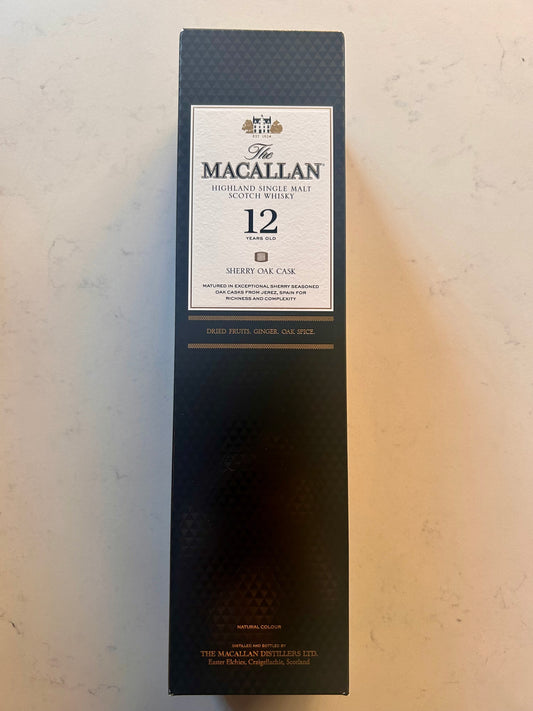 EST 1824
The
MACALLAN®
HIGHLAND SINGLE MALT
SCOTCH WHISKY
12
YEARS OLD
SHERRY OAK CASK
MATURED IN EXCEPTIONAL SHERRY SEASONED
OAK CASKS FROM JEREZ, SPAIN FOR
RICHNESS AND COMPLEXITY
DRIED FRUITS. GINGER. OAK SPICE.
NATURAL COLOUR
DISTILLED AND BOTTLED BY
THE MACALLAN DISTILLERS LTD.
Easter Elchies, Craigellachie, Scotland